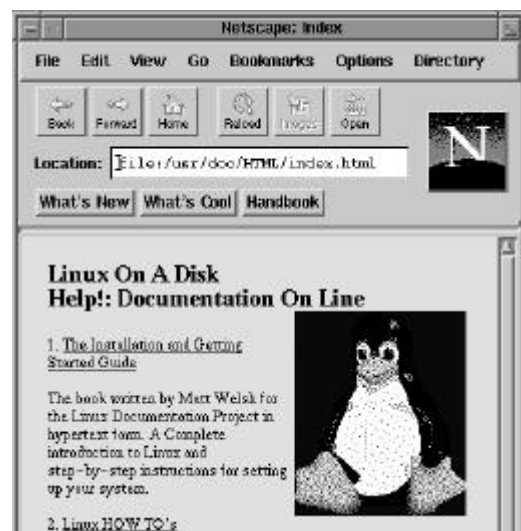 Netscape: Index
File Edit View Go Bookmarks Options Directory
Back Forward Home Reload Images Open
Location: file:/usr/doc/HTML/index.html
N
What's New What's Cool Handbook
Linux On A Disk
Help!: Documentation On Line
1. The Installation and Getting
Started Guide
The book written by Matt Welsh for
the Linux Documentation Project in
hypertext form. A Complete
introduction to Linux and
step-by-step instructions for setting
up your system.
2. Linux HOW TO's